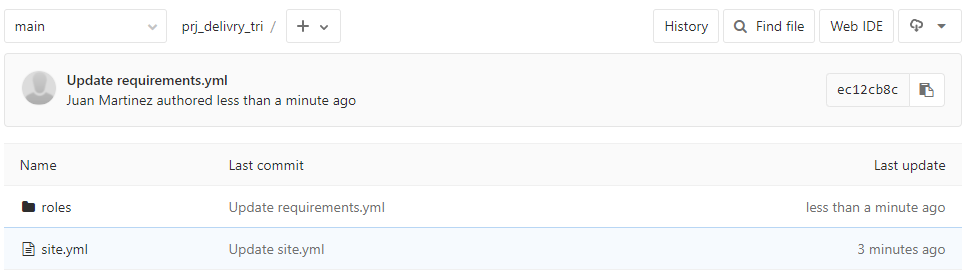 main prj_delivry_tri / + History Find file Web IDE
Update requirements.yml
Juan Martinez authored less than a minute ago
ec12cb8c
Name Last commit Last update
roles Update requirements.yml less than a minute ago
site.yml Update site.yml 3 minutes ago